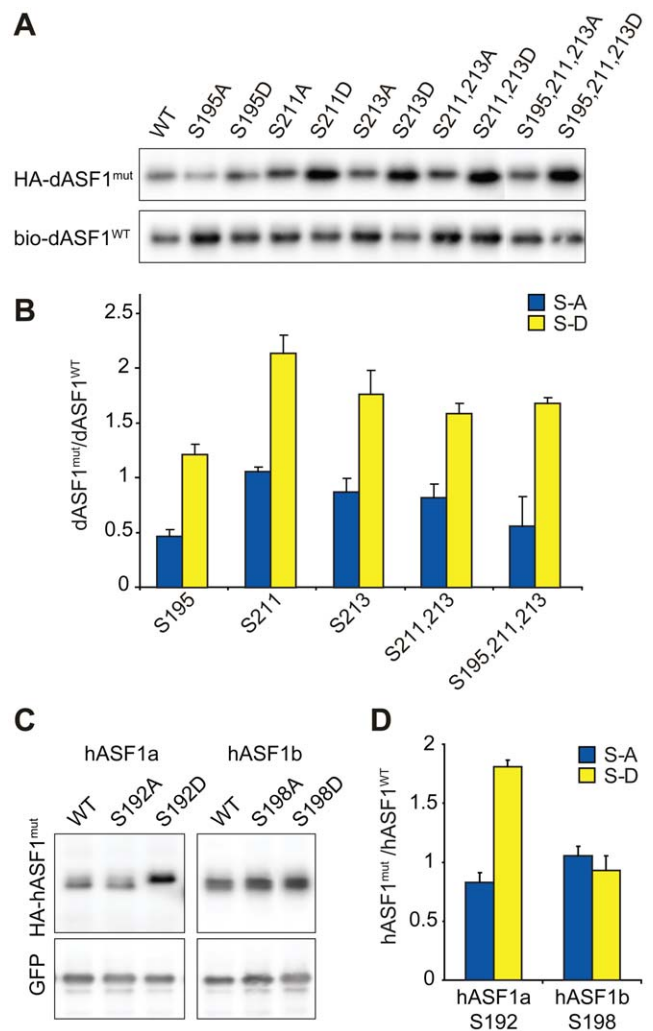 A
WT S195A S195D S211A S211D S213A S213D S211,213A S211,213D S195,211,213A S195,211,213D
HA-dASF1mut
bio-dASF1WT
B
S-A
S-D
dASF1mut/dASF1WT
2.5
2
1.5
1
0.5
0
S195 S211 S213 S211,213 S195,211,213
C
hASF1a hASF1b
WT S192A S192D WT S198A S198D
HA-hASF1mut
GFP
D
S-A
S-D
hASF1mut/hASF1WT
2
1.5
1
0.5
0
hASF1a hASF1b
S192 S198